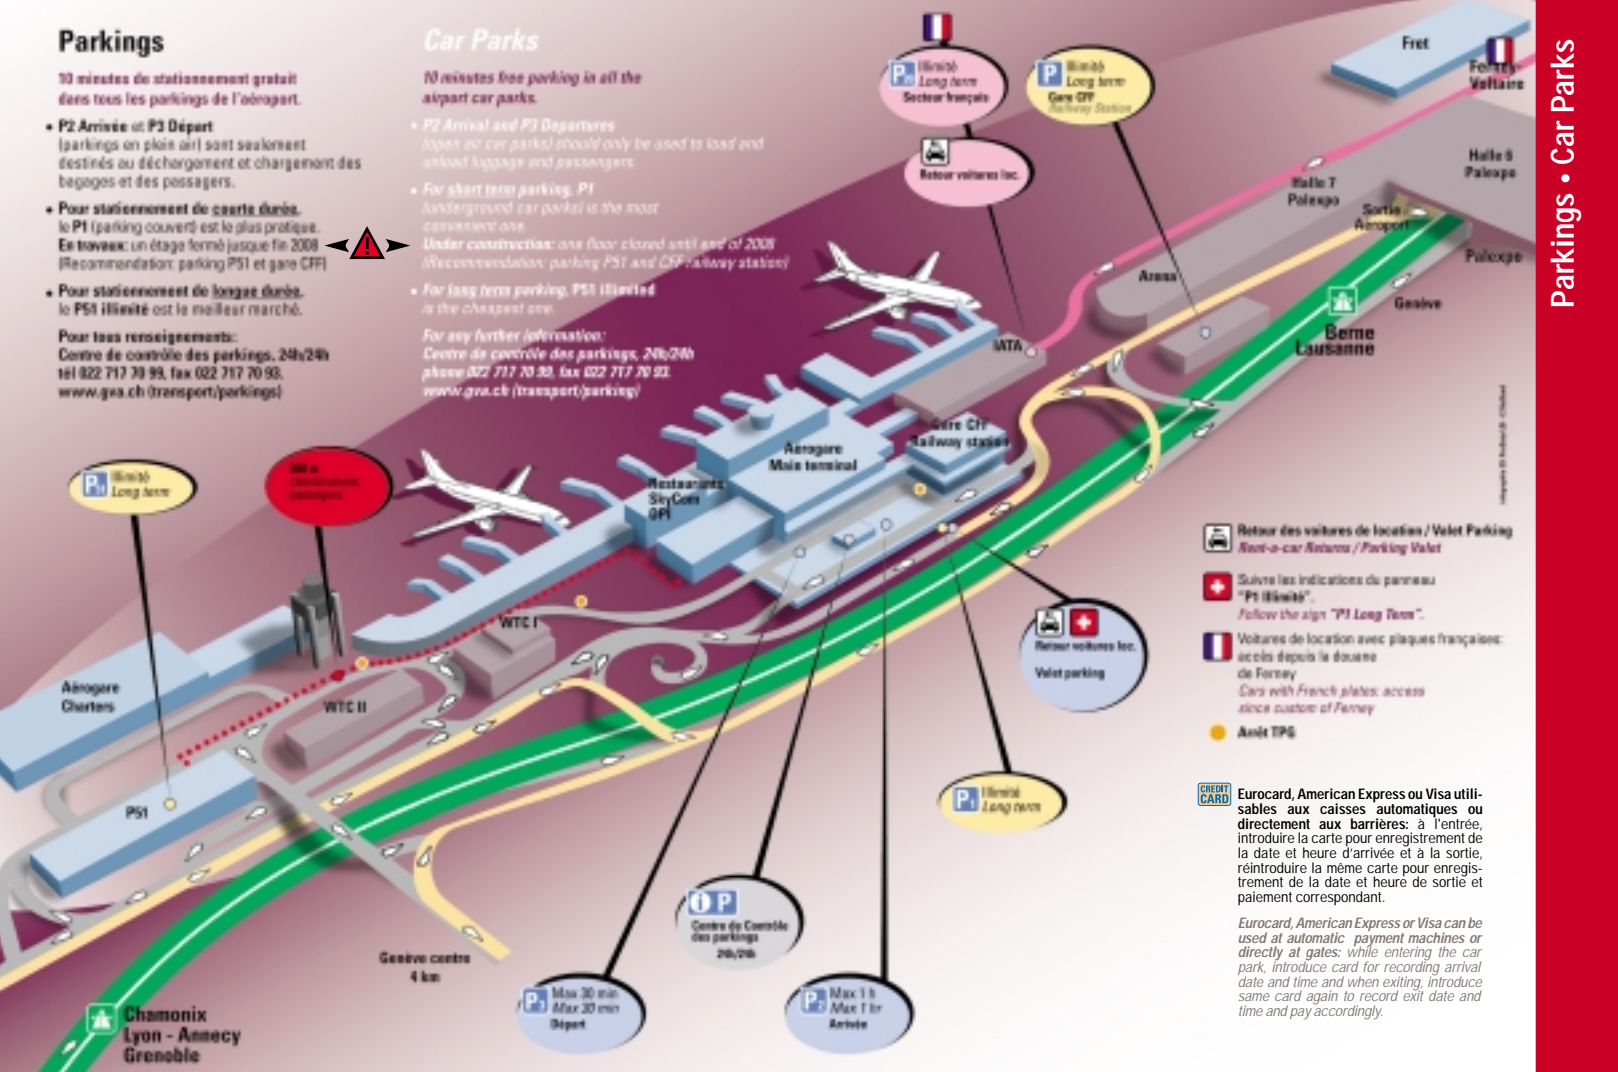 Parkings
10 minutes de stationnement gratuit
dans tous les parkings de l'aéroport.
• P2 Arrivée et P3 Départ
(parkings en plein air) sont seulement
destinés au déchargement et chargement des
bagages et des passagers.
• Pour stationnement de courte durée,
le P1 (parking couvert) est le plus pratique.
En travaux: un étage fermé jusque fin 2008
(Recommandation: parking P51 et gare CFF)
• Pour stationnement de longue durée,
le P51 illimité est le meilleur marché.
Pour tous renseignements:
Centre de contrôle des parkings, 24h/24h
tél 022 717 70 99, fax 022 717 70 93.
www.gva.ch (transport/parkings)
Car Parks
10 minutes free parking in all the
airport car parks.
• P2 Arrival and P3 Departures
(open air car parks) should only be used to load and
unload luggage and passengers.
• For short term parking, P1
(underground car parks) is the most
convenient one.
Under construction: one floor closed until end of 2008
(Recommendation: parking P51 and CFF railway station)
• For long term parking, P51 illimited
is the cheapest one.
For any further information:
Centre de contrôle des parkings, 24h/24h
phone 022 717 70 99, fax 022 717 70 93.
www.gva.ch (transport/parking)
Illimité
Long term
Secteur français
Retour voitures loc.
P
Illimité
Long term
Gare CFF
Railway Station
Fret
Ferney-
Voltaire
Halle 6
Palexpo
Halle 7
Palexpo
Sortie
Aéroport
Palexpo
Arena
Genève
Berne
Lausanne
IATA
Gare CFF
Railway station
Aérogare
Main terminal
Restaurants
SkyCom
OPI
P51
Illimité
Long term
300 m
cheminement
passagers
WTC I
WTC II
Aérogare
Charters
P51
Retour voitures loc.
Valet parking
P1
Illimité
Long term
i P
Centre de Contrôle
des parkings
24h/24h
P3
Max 30 min
Max 30 min
Départ
P2
Max 1 h
Max 1 hr
Arrivée
Genève centre
4 km
Chamonix
Lyon - Annecy
Grenoble
Retour des voitures de location / Valet Parking
Rent-a-car Returns / Parking Valet
Suivre les indications du panneau
"P1 Illimité".
Follow the sign "P1 Long Term".
Voitures de location avec plaques françaises:
accès depuis la douane
de Ferney
Cars with French plates: access
since custom of Ferney
Arrêt TPG
CREDIT
CARD
Eurocard, American Express ou Visa utili-
sables aux caisses automatiques ou
directement aux barrières: à l'entrée,
introduire la carte pour enregistrement de
la date et heure d'arrivée et à la sortie,
réintroduire la même carte pour enregis-
trement de la date et heure de sortie et
paiement correspondant.
Eurocard, American Express or Visa can be
used at automatic payment machines or
directly at gates: while entering the car
park, introduce card for recording arrival
date and time and when exiting, introduce
same card again to record exit date and
time and pay accordingly.
Parkings • Car Parks